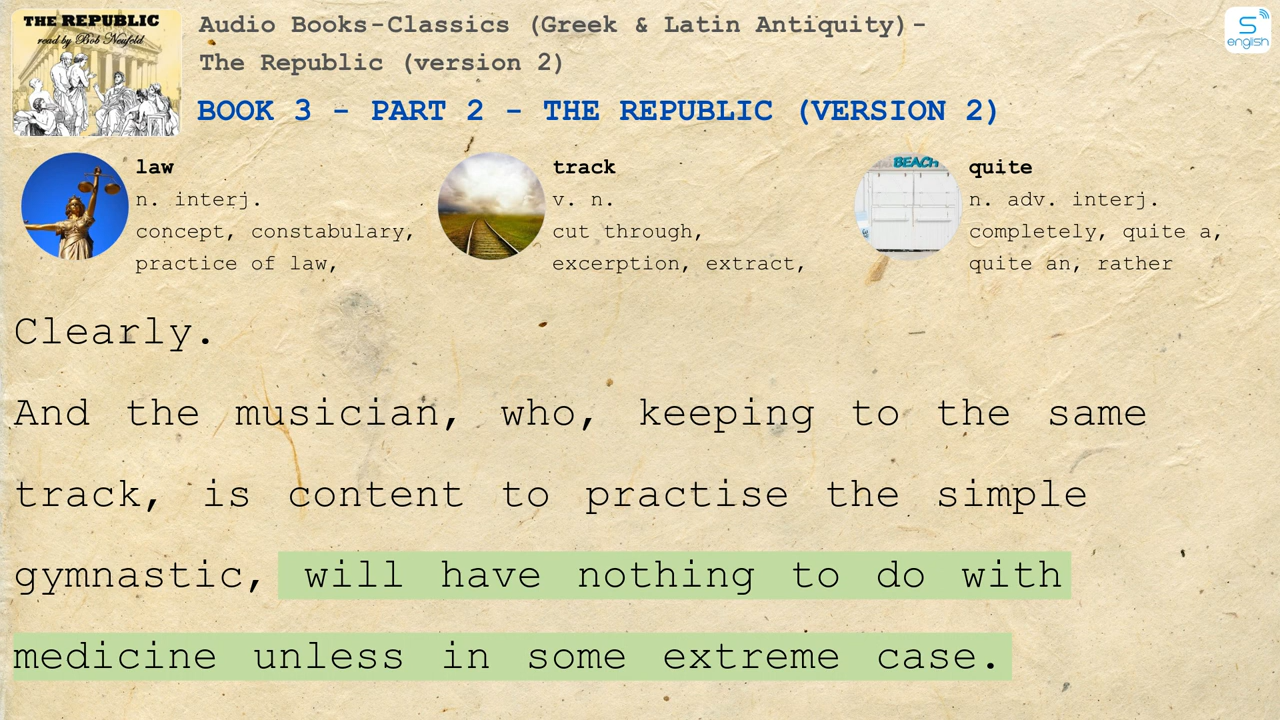 THE REPUBLIC
read by Bob Neufeld
Audio Books-Classics (Greek & Latin Antiquity)-
The Republic (version 2)
BOOK 3 - PART 2 - THE REPUBLIC (VERSION 2)
S
english
law
n. interj.
concept, constabulary,
practice of law,
track
v. n.
cut through,
excerption, extract,
BEACH
quite
n. adv. interj.
completely, quite a,
quite an, rather
Clearly.
And the musician, who, keeping to the same
track, is content to practise the simple
gymnastic, will have nothing to do with
medicine unless in some extreme case.